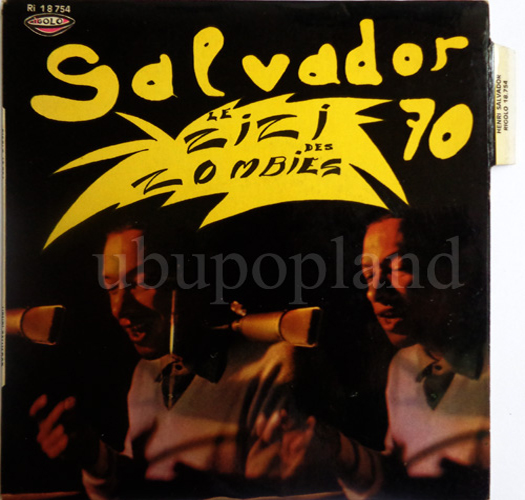 Ri 18 754
RIGOLO
Salvador
70
LE
ZiZi
DES
ZOMBiES
HENRI SALVADOR
RIGOLO 18.754
ubupopland